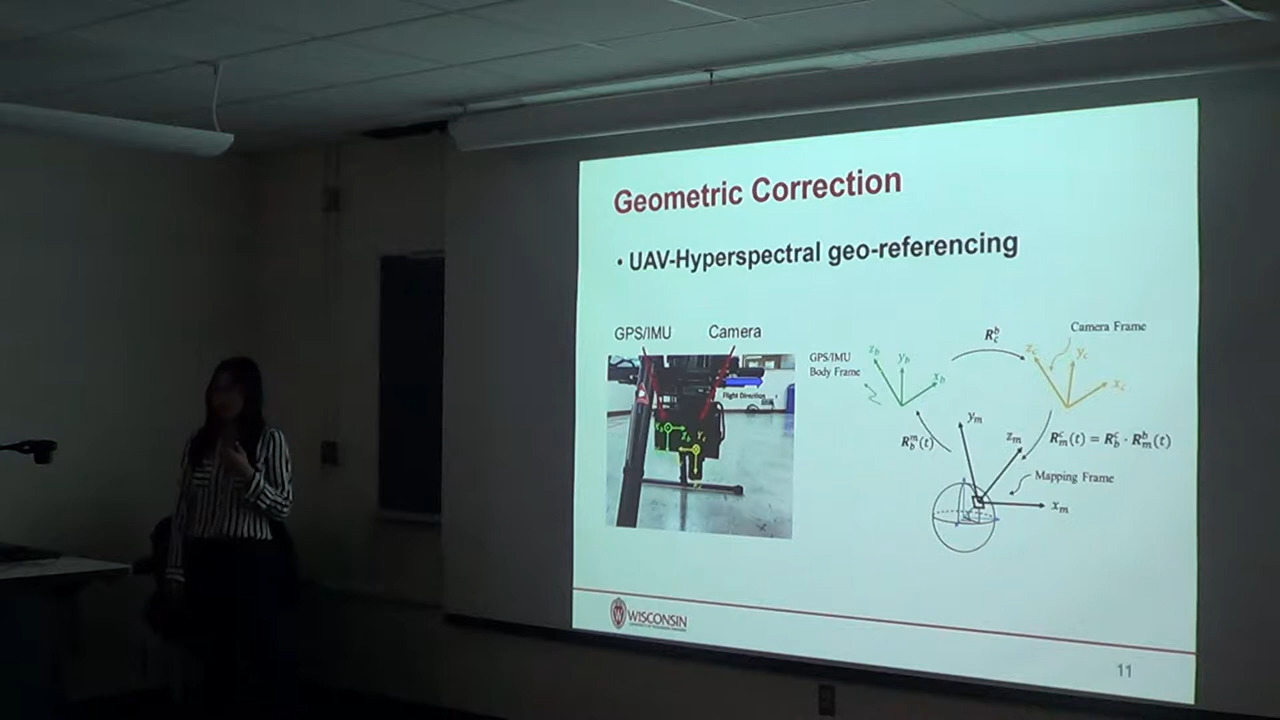 Geometric Correction
• UAV-Hyperspectral geo-referencing
GPS/IMU
Camera
Flight Direction
GPS/IMU
Body Frame
z_b
y_b
x_b
R_c^b
Camera Frame
z_c
y_c
x_c
R_b^m(t)
y_m
z_m
R_m^c(t) = R_b^c · R_m^b(t)
Mapping Frame
x_m
WISCONSIN
11